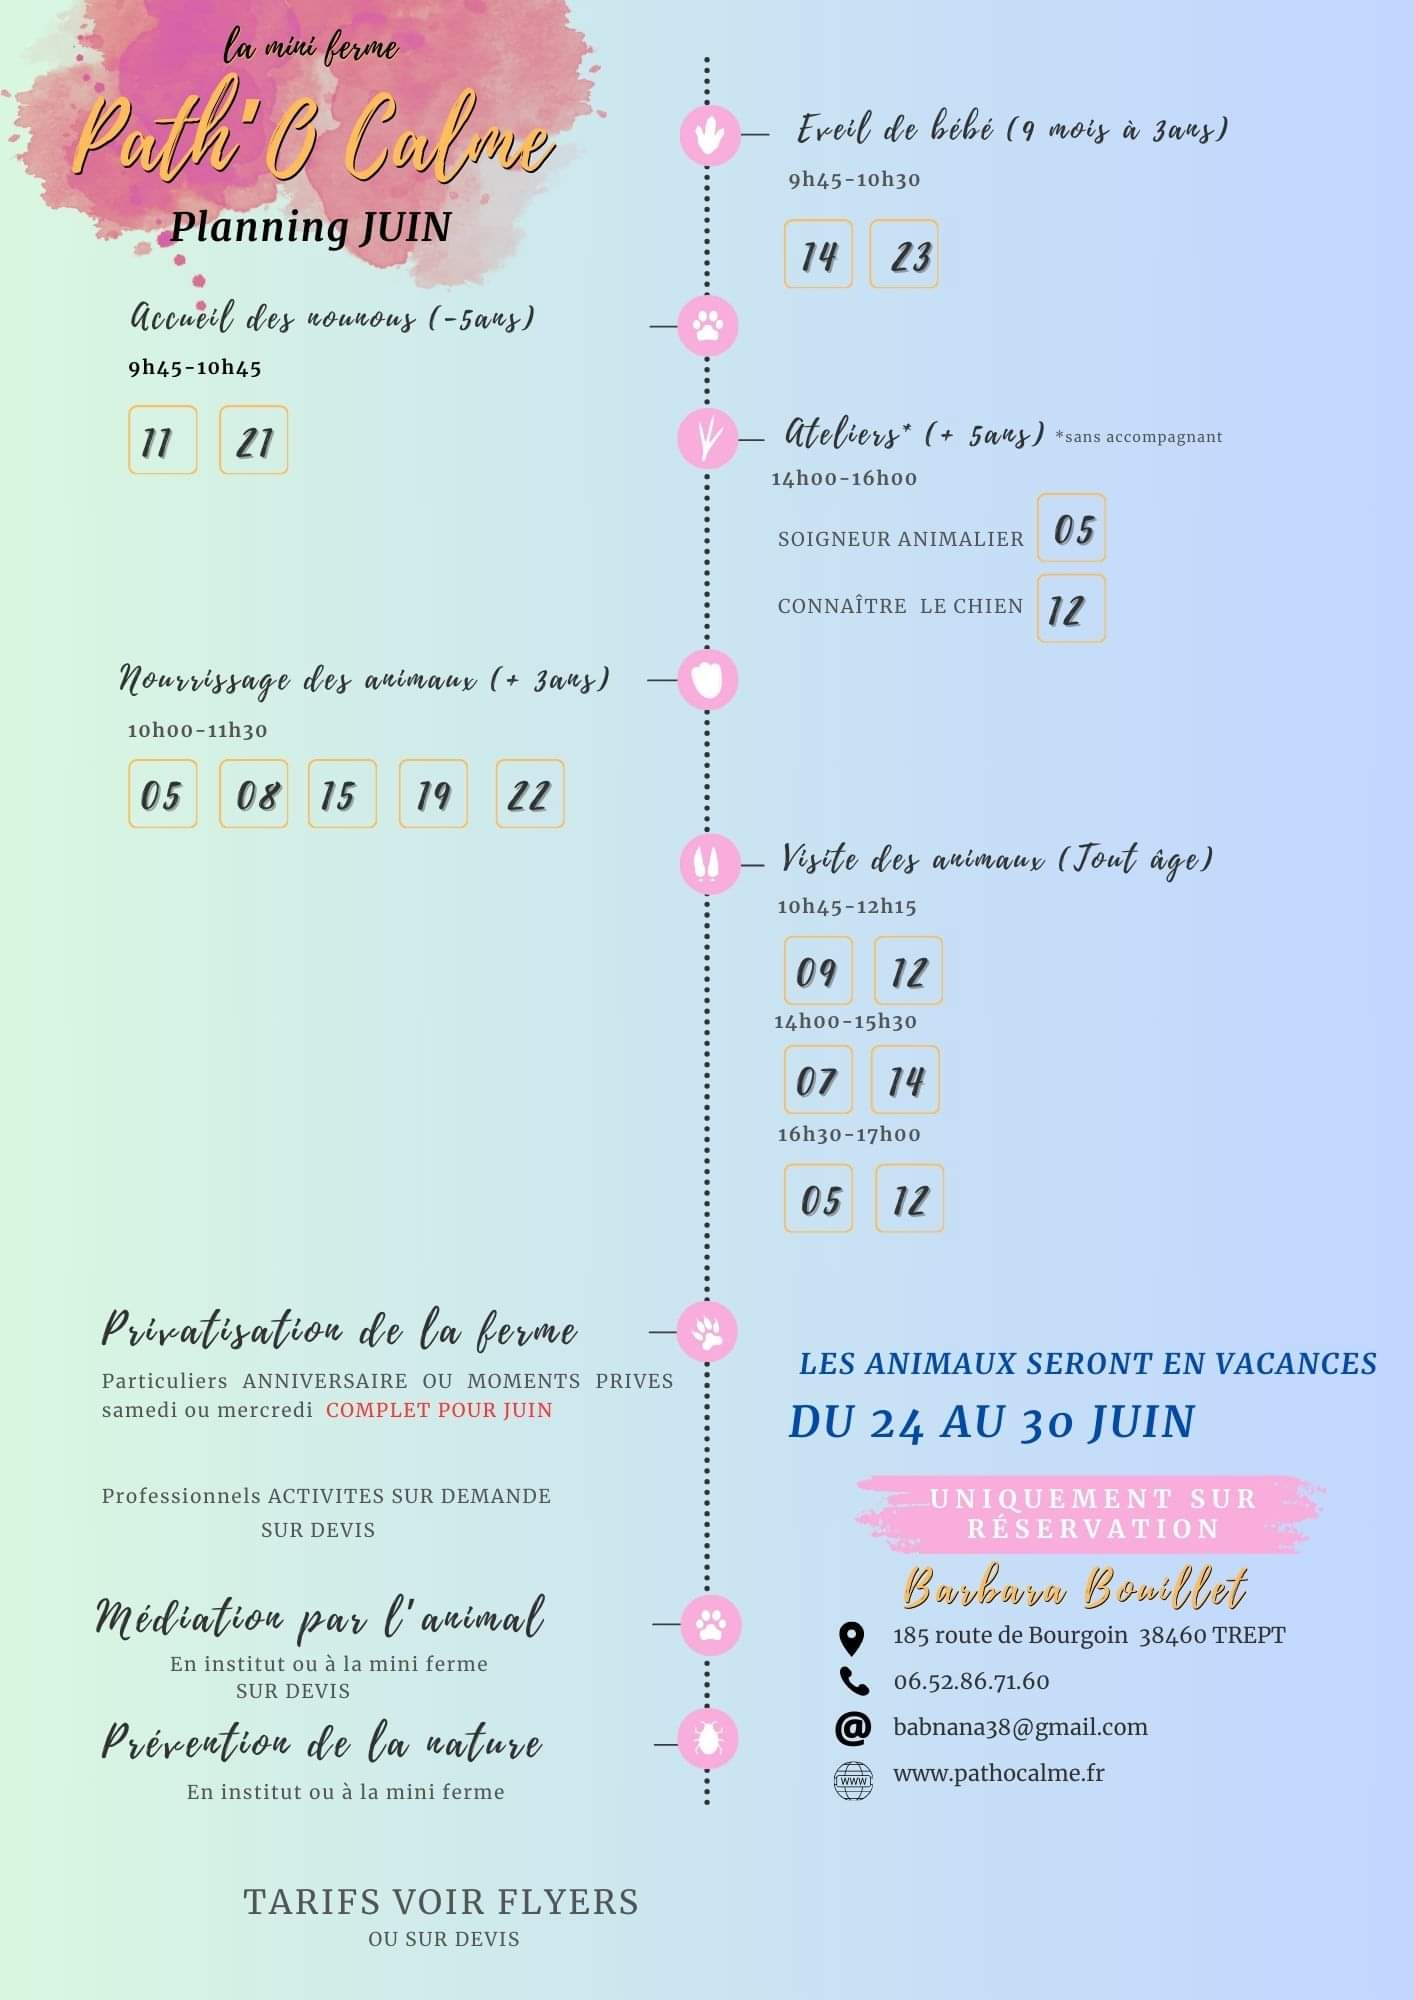 la mini ferme
Path'O Calme
Planning JUIN
Eveil de bébé (9 mois à 3ans)
9h45-10h30
14 23
Accueil des nounous (-5ans)
9h45-10h45
11 21
Ateliers* (+ 5ans) *sans accompagnant
14h00-16h00
SOIGNEUR ANIMALIER 05
CONNAÎTRE LE CHIEN 12
Nourrissage des animaux (+ 3ans)
10h00-11h30
05 08 15 19 22
Visite des animaux (Tout âge)
10h45-12h15
09 12
14h00-15h30
07 14
16h30-17h00
05 12
Privatisation de la ferme
Particuliers ANNIVERSAIRE OU MOMENTS PRIVES
samedi ou mercredi COMPLET POUR JUIN
Professionnels ACTIVITES SUR DEMANDE
SUR DEVIS
Médiation par l'animal
En institut ou à la mini ferme
SUR DEVIS
Prévention de la nature
En institut ou à la mini ferme
TARIFS VOIR FLYERS
OU SUR DEVIS
LES ANIMAUX SERONT EN VACANCES
DU 24 AU 30 JUIN
UNIQUEMENT SUR
RÉSERVATION
Barbara Bouillet
185 route de Bourgoin 38460 TREPT
06.52.86.71.60
@ babnana38@gmail.com
WWW www.pathocalme.fr